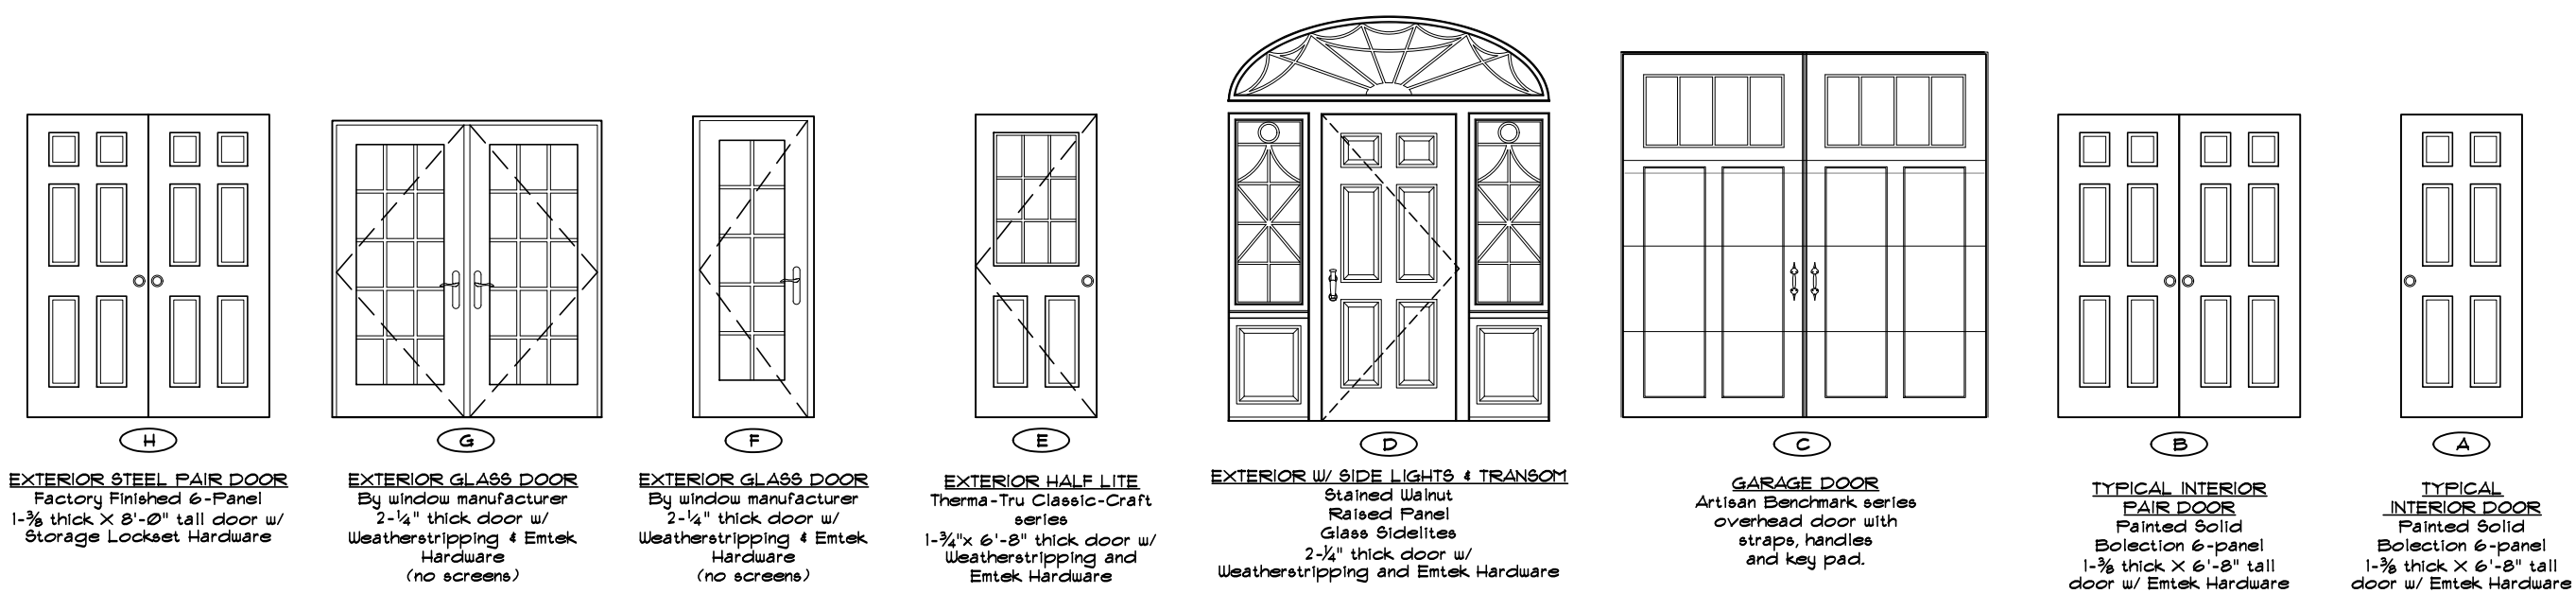 H
EXTERIOR STEEL PAIR DOOR
Factory Finished 6-Panel
1-⅜ thick X 8'-0" tall door w/
Storage Lockset Hardware
G
EXTERIOR GLASS DOOR
By window manufacturer
2-¼" thick door w/
Weatherstripping & Emtek
Hardware
(no screens)
F
EXTERIOR GLASS DOOR
By window manufacturer
2-¼" thick door w/
Weatherstripping & Emtek
Hardware
(no screens)
E
EXTERIOR HALF LITE
Therma-Tru Classic-Craft
series
1-¾"x 6'-8" thick door w/
Weatherstripping and
Emtek Hardware
D
EXTERIOR W/ SIDE LIGHTS & TRANSOM
Stained Walnut
Raised Panel
Glass Sidelites
2-¼" thick door w/
Weatherstripping and Emtek Hardware
C
GARAGE DOOR
Artisan Benchmark series
overhead door with
straps, handles
and key pad.
B
TYPICAL INTERIOR
PAIR DOOR
Painted Solid
Bolection 6-panel
1-⅜ thick X 6'-8" tall
door w/ Emtek Hardware
A
TYPICAL
INTERIOR DOOR
Painted Solid
Bolection 6-panel
1-⅜ thick X 6'-8" tall
door w/ Emtek Hardware